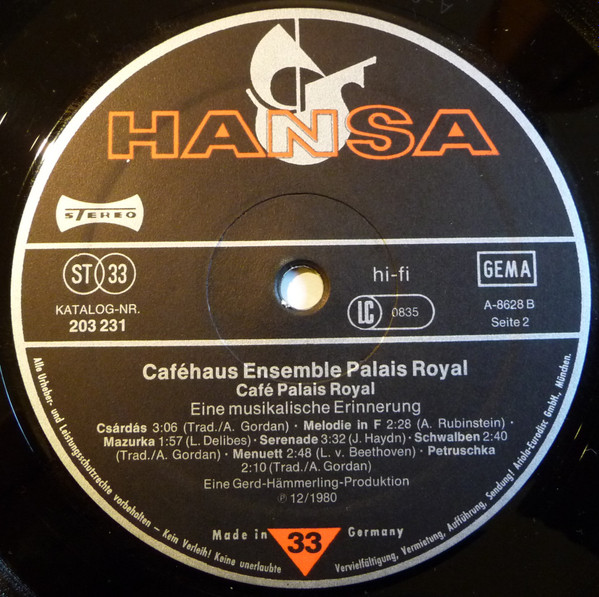 HANSA
STEREO
ST 33
KATALOG-NR.
203 231
hi-fi
LC 0835
GEMA
A-8628 B
Seite 2
Caféhaus Ensemble Palais Royal
Café Palais Royal
Eine musikalische Erinnerung
Csárdás 3:06 (Trad./A. Gordan) · Melodie in F 2:28 (A. Rubinstein) ·
Mazurka 1:57 (L. Delibes) · Serenade 3:32 (J. Haydn) · Schwalben 2:40
(Trad./A. Gordan) · Menuett 2:48 (L. v. Beethoven) · Petruschka
2:10 (Trad./A. Gordan)
Eine Gerd-Hämmerling-Produktion
℗ 12/1980
Made in Germany
33
Alle Urheber- und Leistungsschutzrechte vorbehalten – Kein Verleih! Keine unerlaubte Vervielfältigung, Vermietung, Aufführung, Sendung! Ariola-Eurodisc GmbH., München.